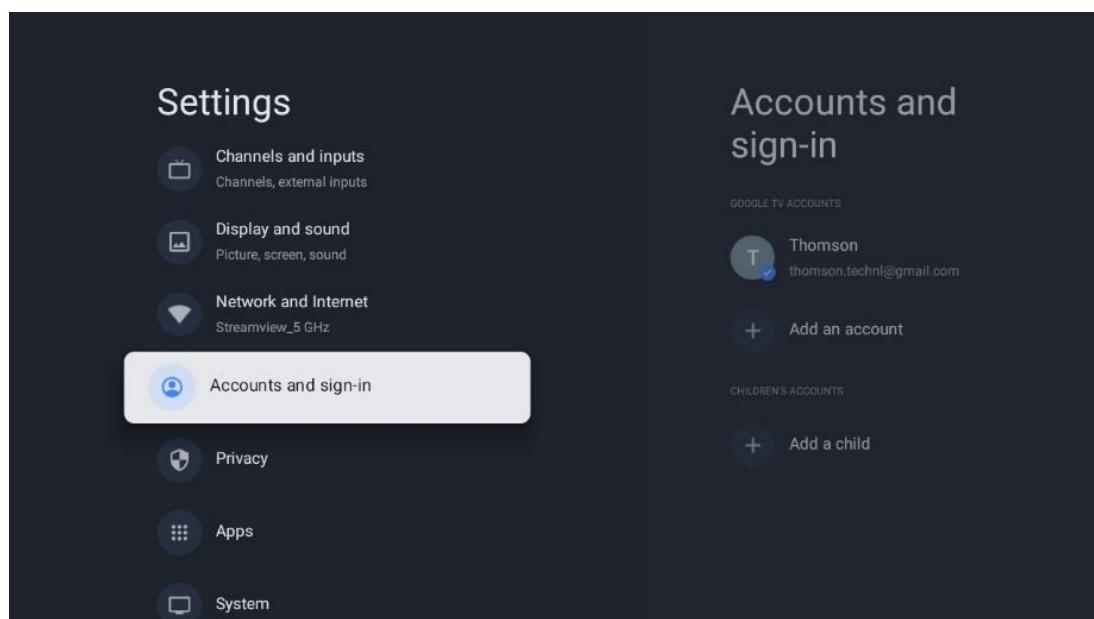 Settings
Channels and inputs
Channels, external inputs
Display and sound
Picture, screen, sound
Network and Internet
Streamview_5 GHz
Accounts and sign-in
Privacy
Apps
System
Accounts and
sign-in
GOOGLE TV ACCOUNTS
T
Thomson
thomson.technl@gmail.com
Add an account
CHILDREN'S ACCOUNTS
Add a child